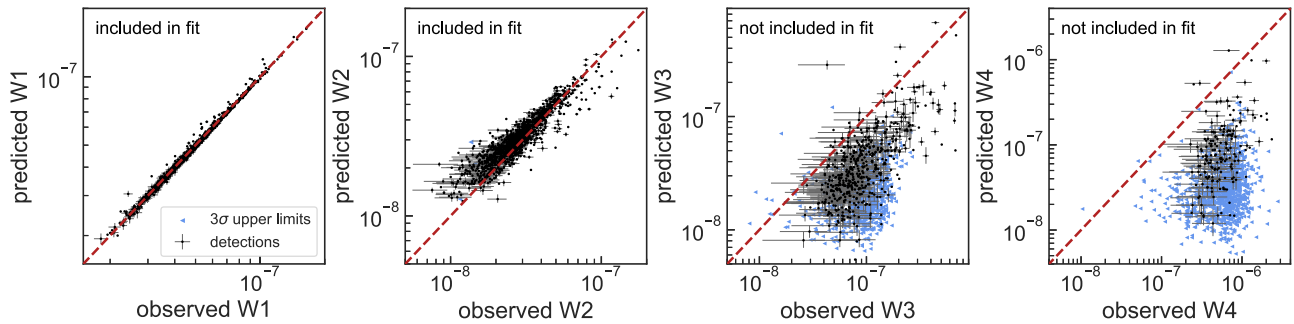 included in fit
predicted W1
10⁻⁷
3σ upper limits
detections
10⁻⁷
observed W1
included in fit
predicted W2
10⁻⁷
10⁻⁸
10⁻⁸
10⁻⁷
observed W2
not included in fit
predicted W3
10⁻⁷
10⁻⁸
10⁻⁸
10⁻⁷
observed W3
not included in fit
predicted W4
10⁻⁶
10⁻⁷
10⁻⁸
10⁻⁸
10⁻⁷
10⁻⁶
observed W4